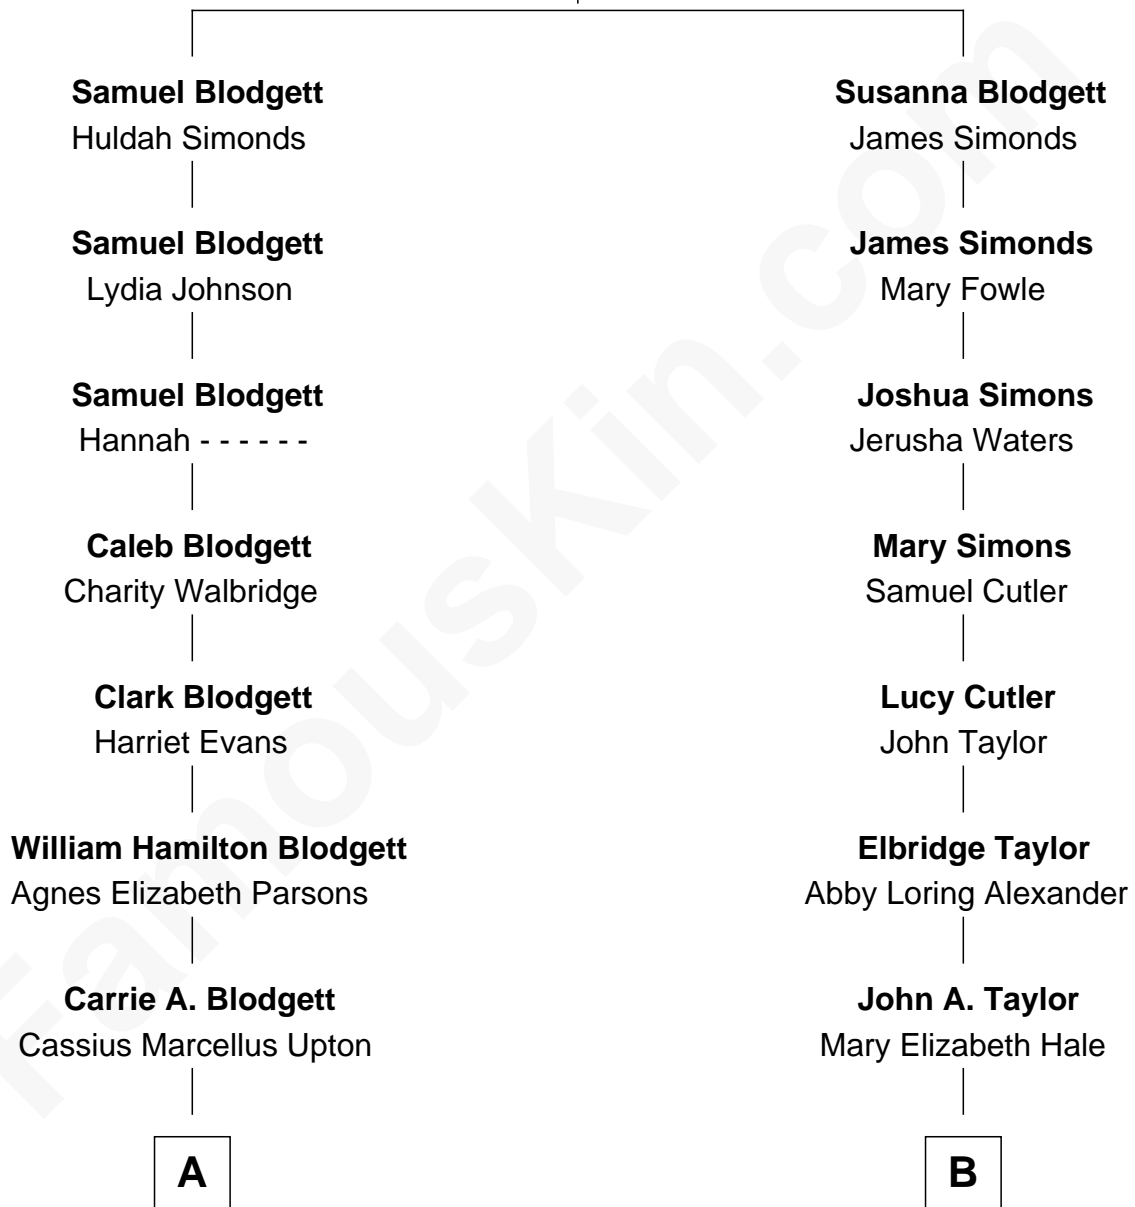 Samuel Blodgett
Huldah Simonds
Samuel Blodgett
Lydia Johnson
Samuel Blodgett
Hannah - - - - - -
Caleb Blodgett
Charity Walbridge
Clark Blodgett
Harriet Evans
William Hamilton Blodgett
Agnes Elizabeth Parsons
Carrie A. Blodgett
Cassius Marcellus Upton
A
Susanna Blodgett
James Simonds
James Simonds
Mary Fowle
Joshua Simons
Jerusha Waters
Mary Simons
Samuel Cutler
Lucy Cutler
John Taylor
Elbridge Taylor
Abby Loring Alexander
John A. Taylor
Mary Elizabeth Hale
B
FamousKin.com